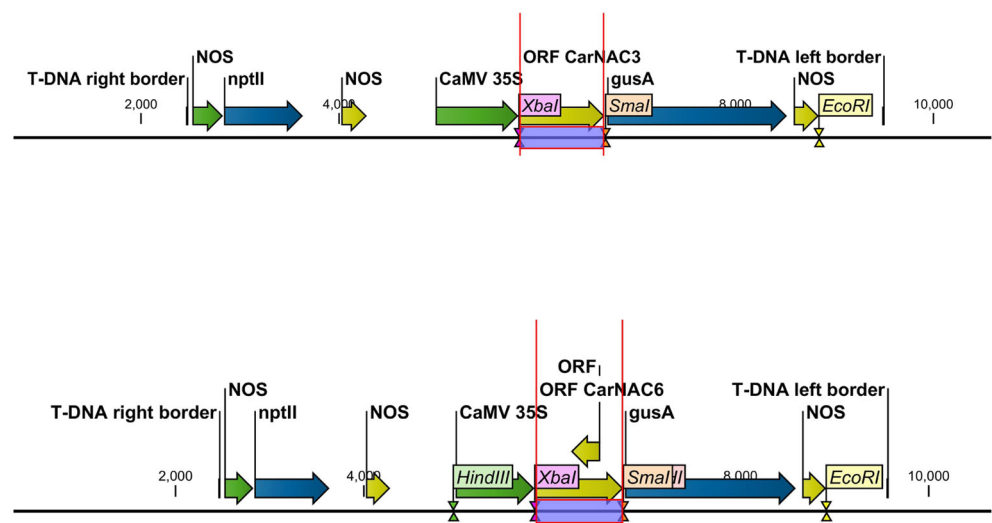 NOS
ORF CarNAC3
T-DNA left border
T-DNA right border
nptII
NOS
CaMV 35S
gusA
NOS
2,000
4,000
XbaI
SmaI
8,000
EcoRI
10,000
ORF
NOS
ORF CarNAC6
T-DNA left border
T-DNA right border
nptII
NOS
CaMV 35S
gusA
NOS
2,000
4,000
HindIII
XbaI
SmaI
8,000
EcoRI
10,000